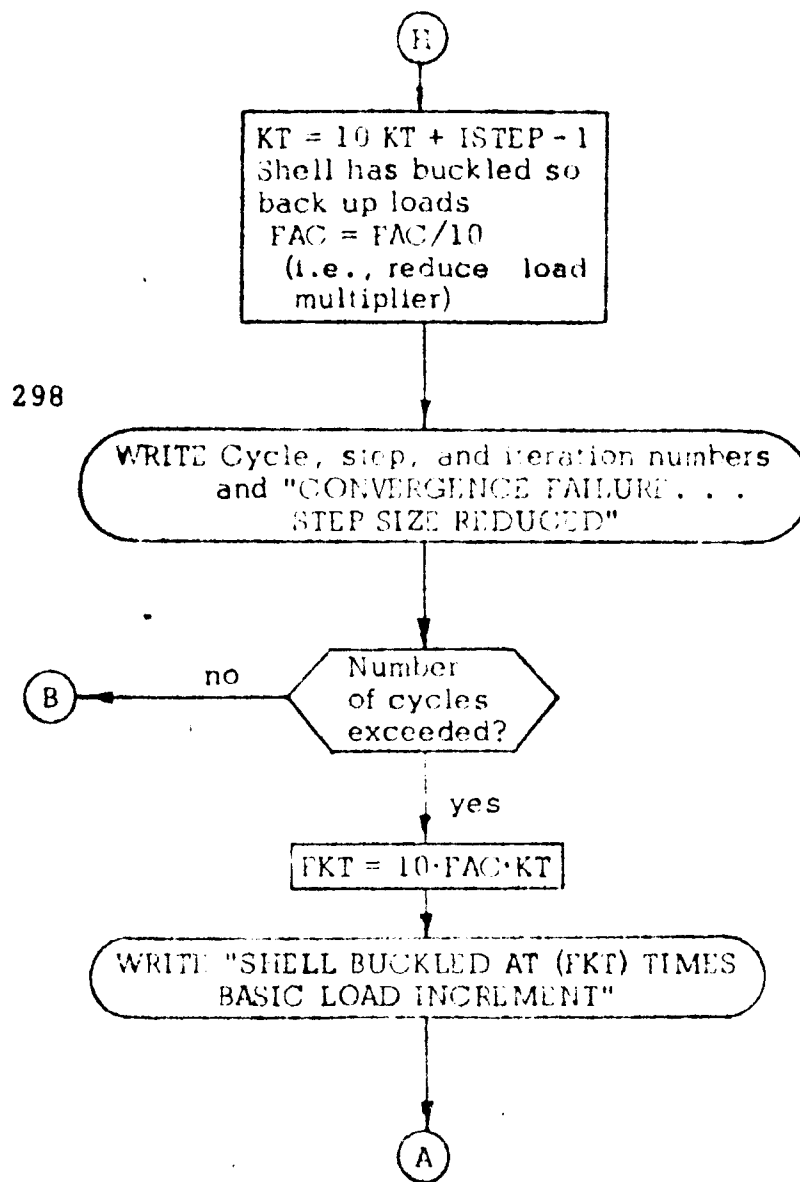 H
KT = 10 KT + ISTEP - 1
Shell has buckled so
back up loads
FAC = FAC/10
(i.e., reduce load
multiplier)
298
WRITE Cycle, step, and iteration numbers
and "CONVERGENCE FAILURE. . .
STEP SIZE REDUCED"
Number
of cycles
exceeded?
no
B
yes
FKT = 10·FAC·KT
WRITE "SHELL BUCKLED AT (FKT) TIMES
BASIC LOAD INCREMENT"
A